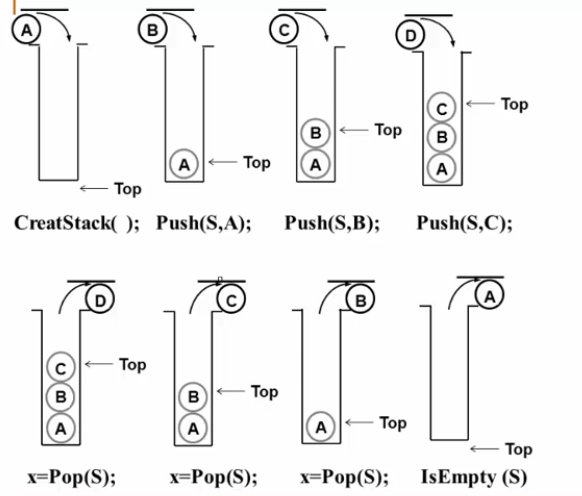 A B C D
C Top
B Top B
A Top A B
A
Top
CreatStack( ); Push(S,A); Push(S,B); Push(S,C);
D C B A
C Top
B B Top
A A A Top
Top
x=Pop(S); x=Pop(S); x=Pop(S); IsEmpty (S)